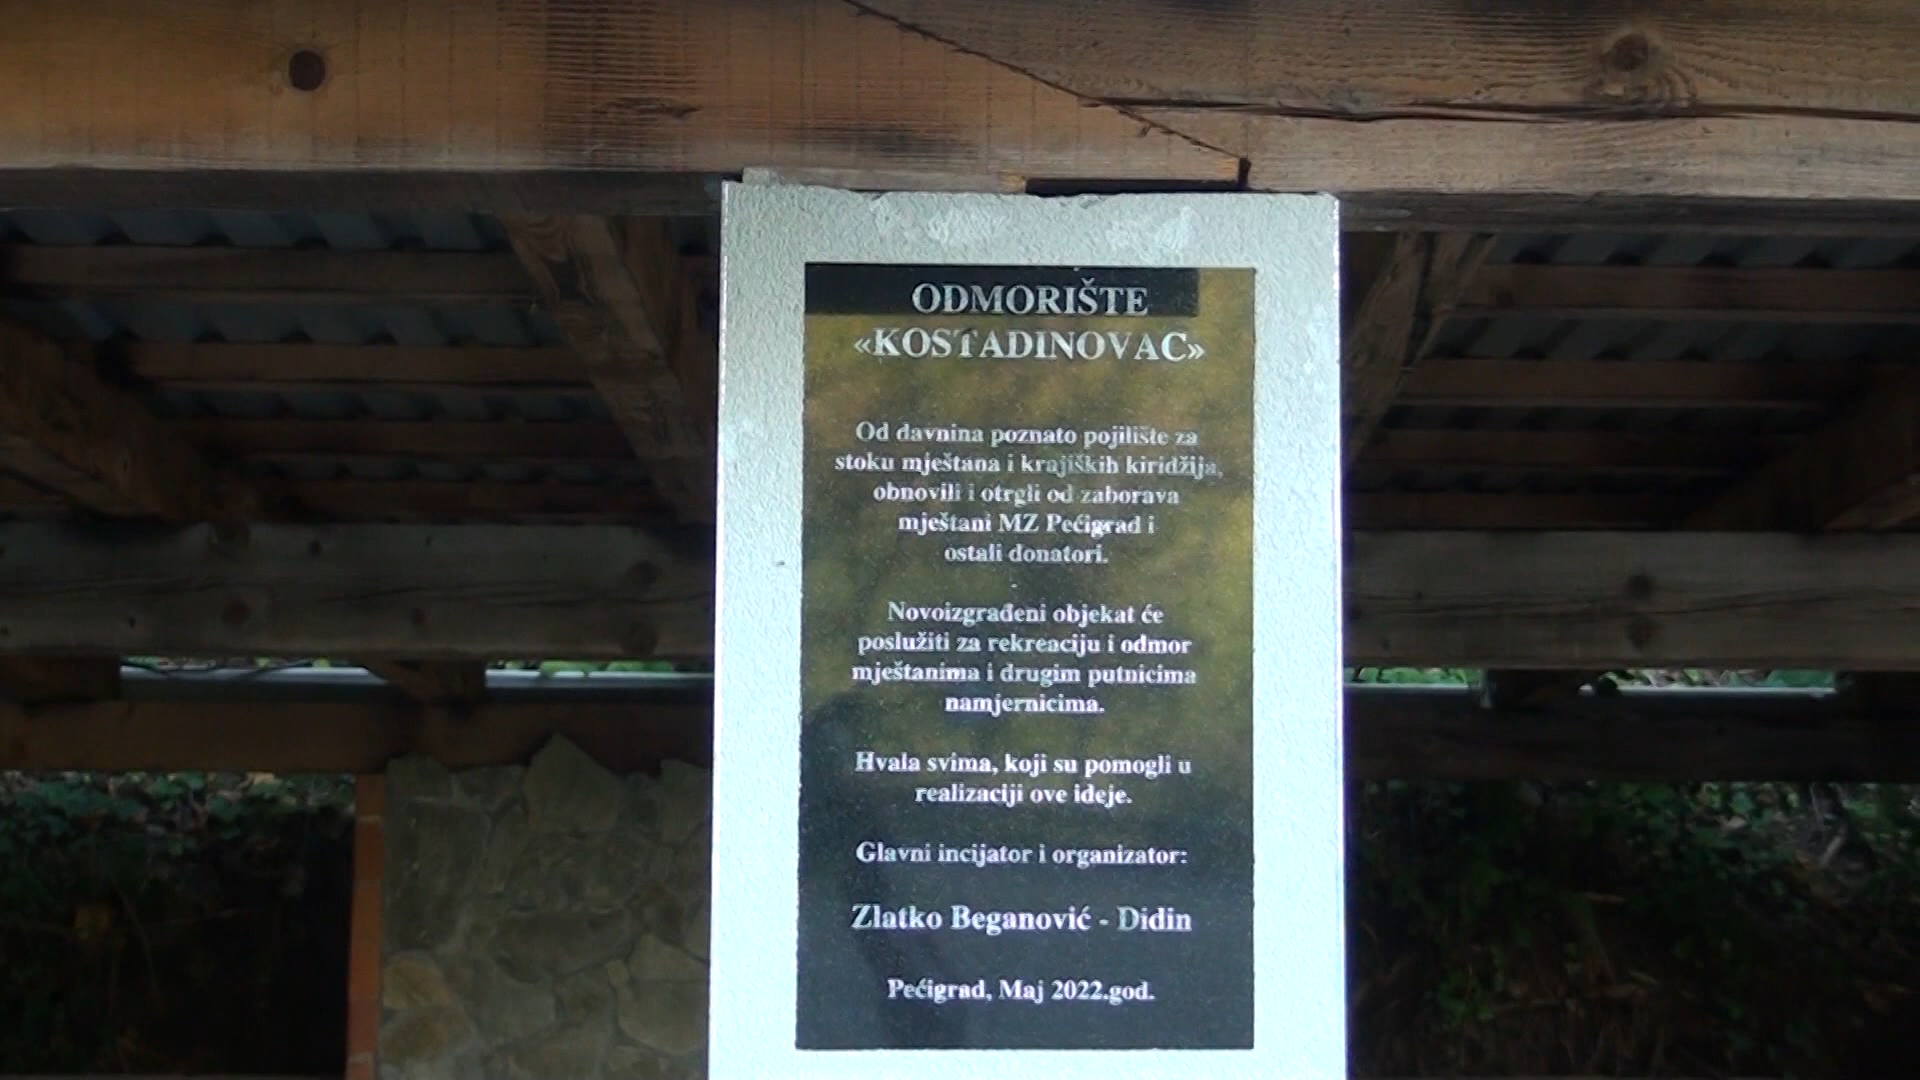 ODMORIŠTE
«KOSTADINOVAC»
Od davnina poznato pojilište za
stoku mještana i krajiških kiridžija,
obnovili i otrgli od zaborava
mještani MZ Pećigrad i
ostali donatori.
Novoizgrađeni objekat će
poslužiti za rekreaciju i odmor
mještanima i drugim putnicima
namjernicima.
Hvala svima, koji su pomogli u
realizaciji ove ideje.
Glavni incijator i organizator:
Zlatko Beganović - Didin
Pećigrad, Maj 2022.god.